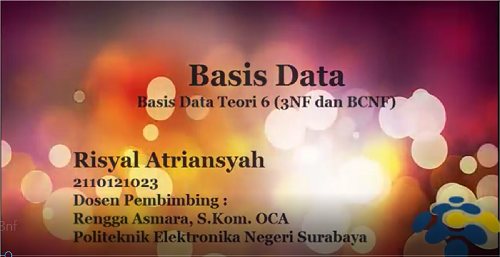 Basis Data
Basis Data Teori 6 (3NF dan BCNF)
Risyal Atriansyah
2110121023
Dosen Pembimbing :
Rengga Asmara, S.Kom. OCA
Politeknik Elektronika Negeri Surabaya
3nf